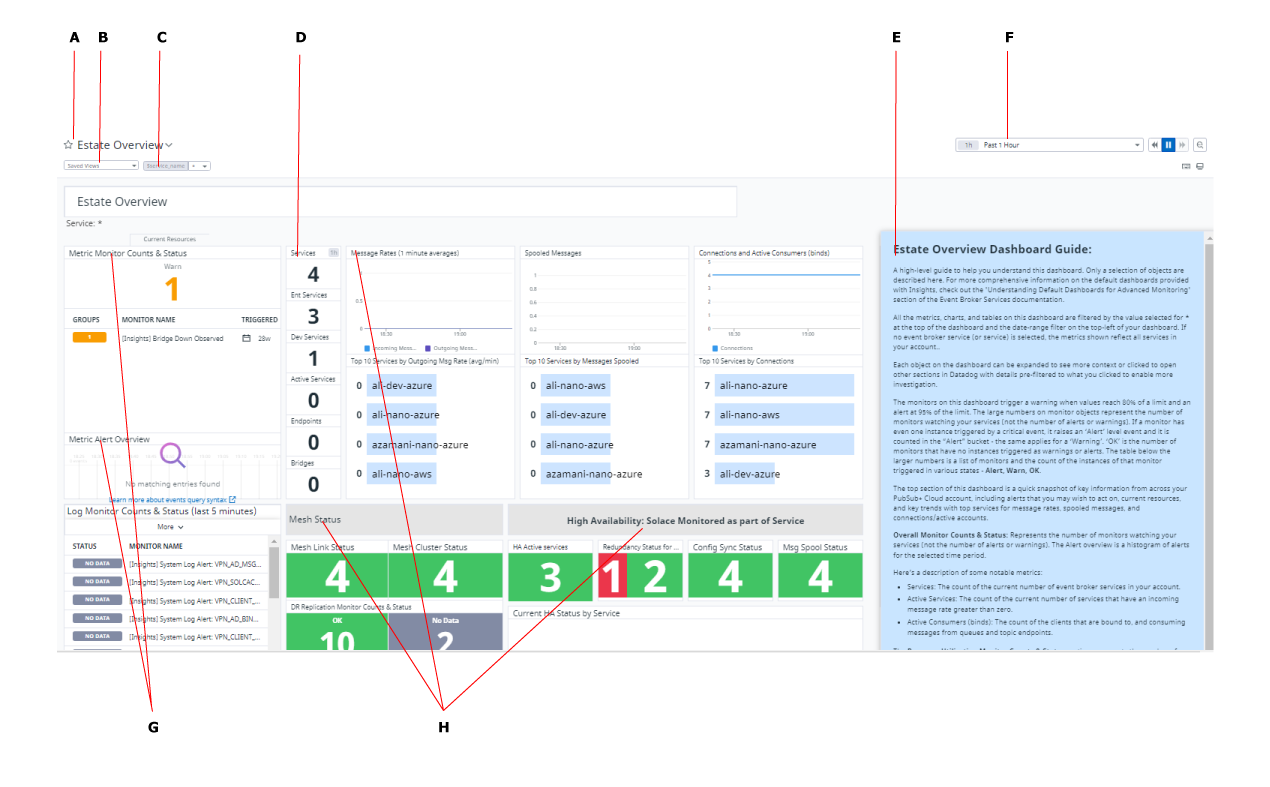 A B C D E F
Estate Overview
1h Past 1 Hour
Saved Views
$service_name *
Estate Overview
Service: *
Current Resources
Metric Monitor Counts & Status
Warn
1
GROUPS MONITOR NAME TRIGGERED
1 [Insights] Bridge Down Observed 28w
Metric Alert Overview
No matching entries found
Learn more about events query syntax
Log Monitor Counts & Status (last 5 minutes)
More
STATUS MONITOR NAME
NO DATA [Insights] System Log Alert: VPN_AD_MSG...
NO DATA [Insights] System Log Alert: VPN_SOLCAC...
NO DATA [Insights] System Log Alert: VPN_CLIENT_...
NO DATA [Insights] System Log Alert: VPN_AD_BIN...
NO DATA [Insights] System Log Alert: VPN_CLIENT_...
Services 1h
4
Ent Services
3
Dev Services
1
Active Services
0
Endpoints
0
Bridges
0
Message Rates (1 minute averages)
0.5
0
18:30 19:00
Incoming Mess... Outgoing Mess...
Top 10 Services by Outgoing Msg Rate (avg/min)
0 ali-dev-azure
0 ali-nano-azure
0 azamani-nano-azure
0 ali-nano-aws
Spooled Messages
1
0.8
0.6
0.4
0.2
0
18:30 19:00
Top 10 Services by Messages Spooled
0 ali-nano-aws
0 ali-dev-azure
0 ali-nano-azure
0 azamani-nano-azure
Connections and Active Consumers (binds)
5
4
3
2
1
0
18:30 19:00
Connections
Top 10 Services by Connections
7 ali-nano-azure
7 ali-nano-aws
7 azamani-nano-azure
3 ali-dev-azure
Mesh Status
Mesh Link Status Mesh Cluster Status
4 4
DR Replication Monitor Counts & Status
OK No Data
10 2
High Availability: Solace Monitored as part of Service
HA Active services Redundancy Status for ... Config Sync Status Msg Spool Status
3 1 2 4 4
Current HA Status by Service
Estate Overview Dashboard Guide:
A high-level guide to help you understand this dashboard. Only a selection of objects are
described here. For more comprehensive information on the default dashboards provided
with Insights, check out the "Understanding Default Dashboards for Advanced Monitoring"
section of the Event Broker Services documentation.
All the metrics, charts, and tables on this dashboard are filtered by the value selected for *
at the top of the dashboard and the date-range filter on the top-left of your dashboard. If
no event broker service (or service) is selected, the metrics shown reflect all services in
your account..
Each object on the dashboard can be expanded to see more context or clicked to open
other sections in Datadog with details pre-filtered to what you clicked to enable more
investigation.
The monitors on this dashboard trigger a warning when values reach 80% of a limit and an
alert at 95% of the limit. The large numbers on monitor objects represent the number of
monitors watching your services (not the number of alerts or warnings). If a monitor has
even one instance triggered by a critical event, it raises an 'Alert' level event and it is
counted in the "Alert" bucket - the same applies for a 'Warning'. 'OK' is the number of
monitors that have no instances triggered as warnings or alerts. The table below the
larger numbers is a list of monitors and the count of the instances of that monitor
triggered in various states - Alert, Warn, OK.
The top section of this dashboard is a quick snapshot of key information from across your
PubSub+ Cloud account, including alerts that you may wish to act on, current resources,
and key trends with top services for message rates, spooled messages, and
connections/active accounts.
Overall Monitor Counts & Status: Represents the number of monitors watching your
services (not the number of alerts or warnings). The Alert overview is a histogram of alerts
for the selected time period.
Here's a description of some notable metrics:
• Services: The count of the current number of event broker services in your account.
• Active Services: The count of the current number of services that have an incoming
message rate greater than zero.
• Active Consumers (binds): The count of the clients that are bound to, and consuming
messages from queues and topic endpoints.
G H